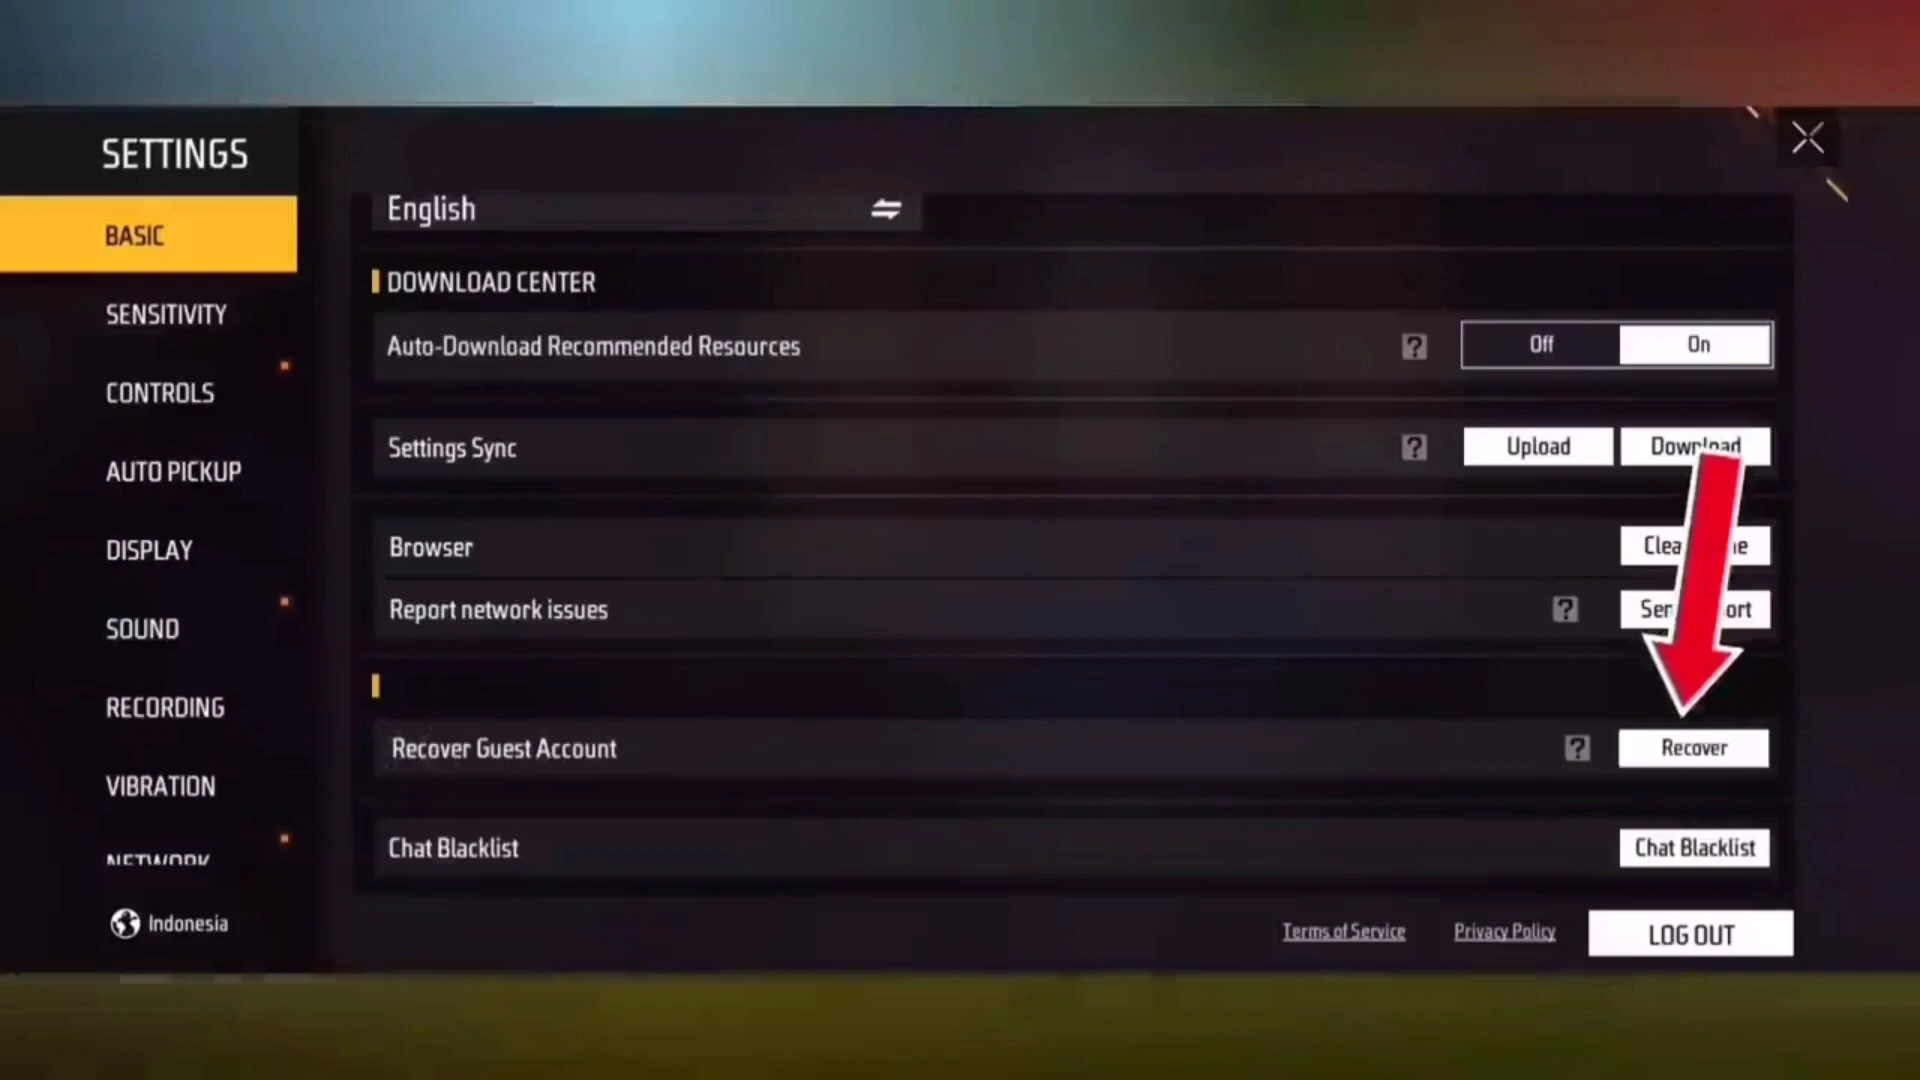 SETTINGS
BASIC
SENSITIVITY
CONTROLS
AUTO PICKUP
DISPLAY
SOUND
RECORDING
VIBRATION
NETWORK
Indonesia
English
DOWNLOAD CENTER
Auto-Download Recommended Resources ? Off On
Settings Sync ? Upload Download
Browser
Report network issues ?
Recover Guest Account ? Recover
Chat Blacklist Chat Blacklist
Terms of Service Privacy Policy LOG OUT